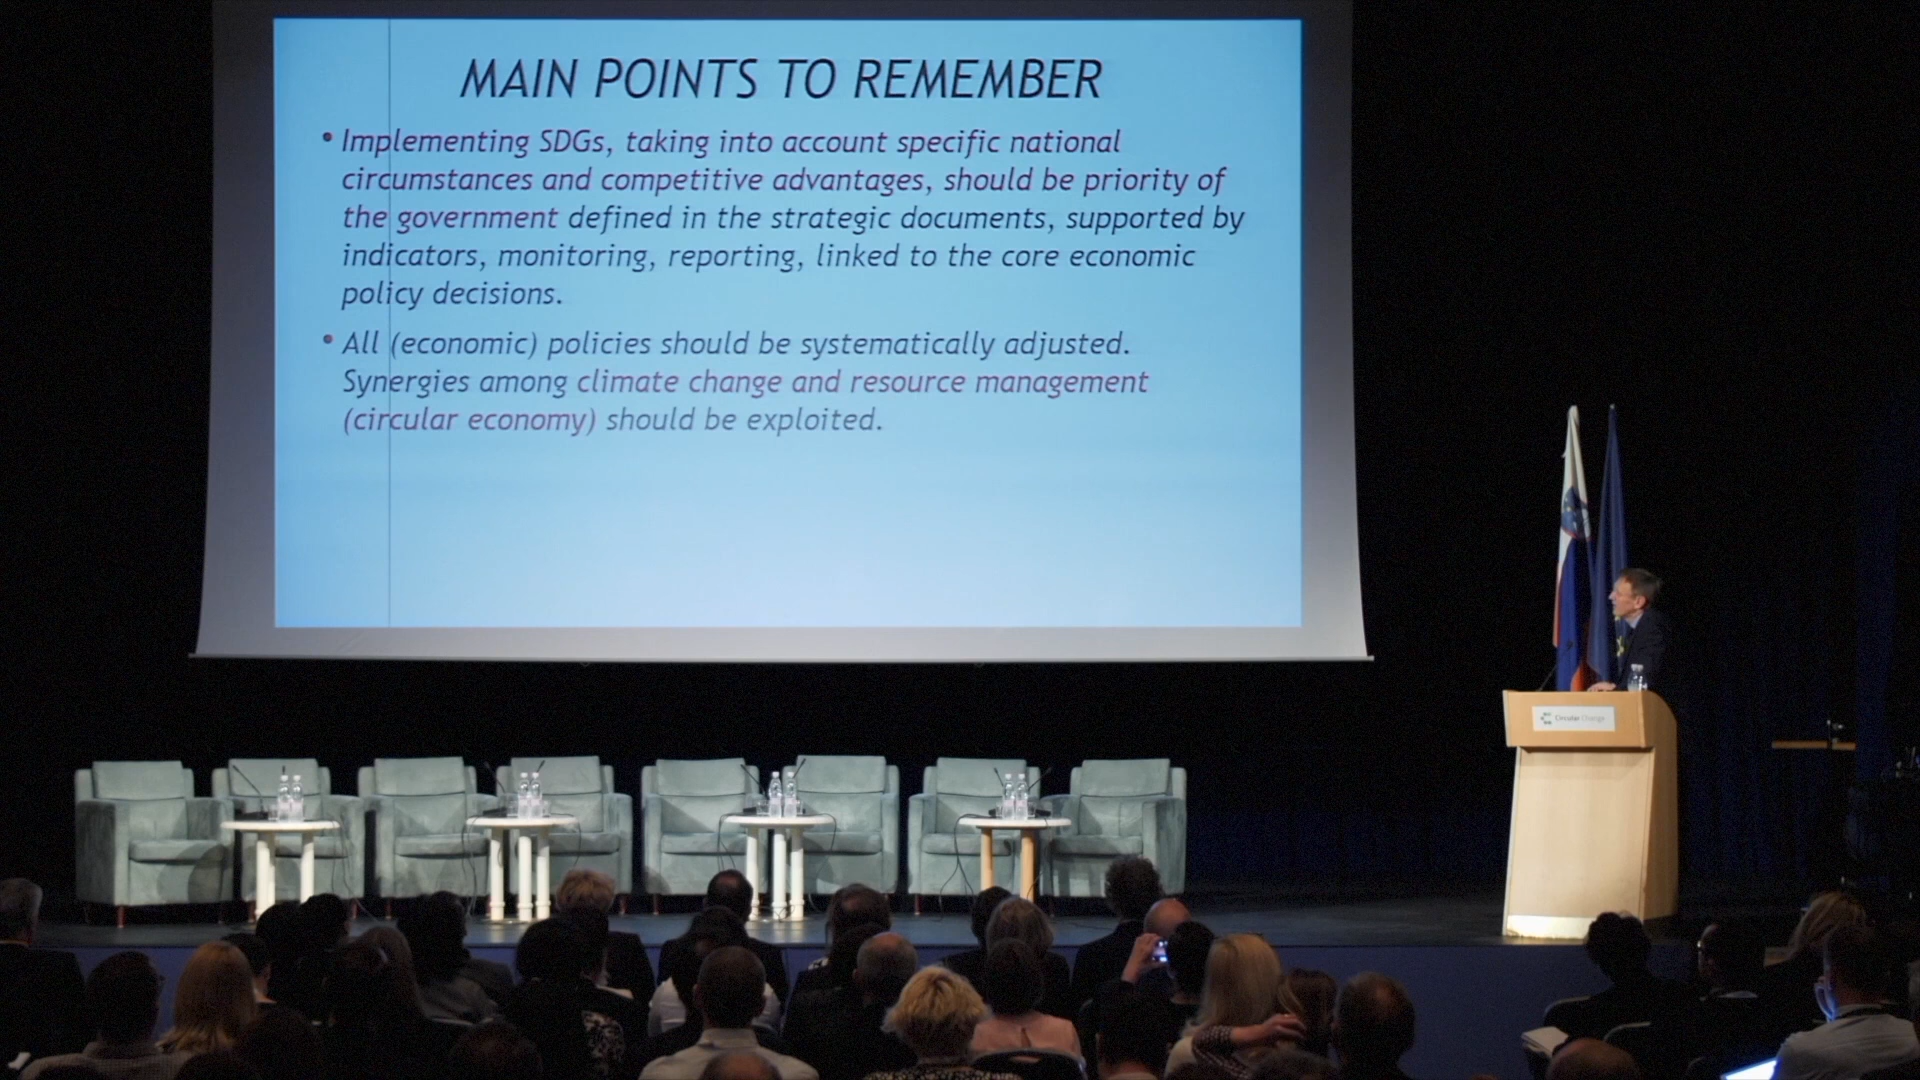 MAIN POINTS TO REMEMBER
• Implementing SDGs, taking into account specific national
circumstances and competitive advantages, should be priority of
the government defined in the strategic documents, supported by
indicators, monitoring, reporting, linked to the core economic
policy decisions.
• All (economic) policies should be systematically adjusted.
Synergies among climate change and resource management
(circular economy) should be exploited.
Circular Change